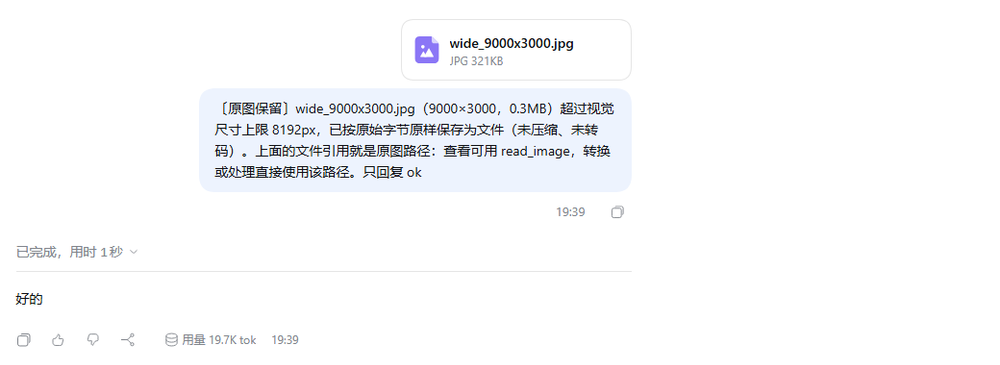 wide_9000x3000.jpg
JPG 321KB
〔原图保留〕wide_9000x3000.jpg（9000×3000，0.3MB）超过视觉
尺寸上限 8192px，已按原始字节原样保存为文件（未压缩、未转
码）。上面的文件引用就是原图路径：查看可用 read_image，转换
或处理直接使用该路径。只回复 ok
19:39
已完成，用时 1 秒
好的
用量 19.7K tok 19:39